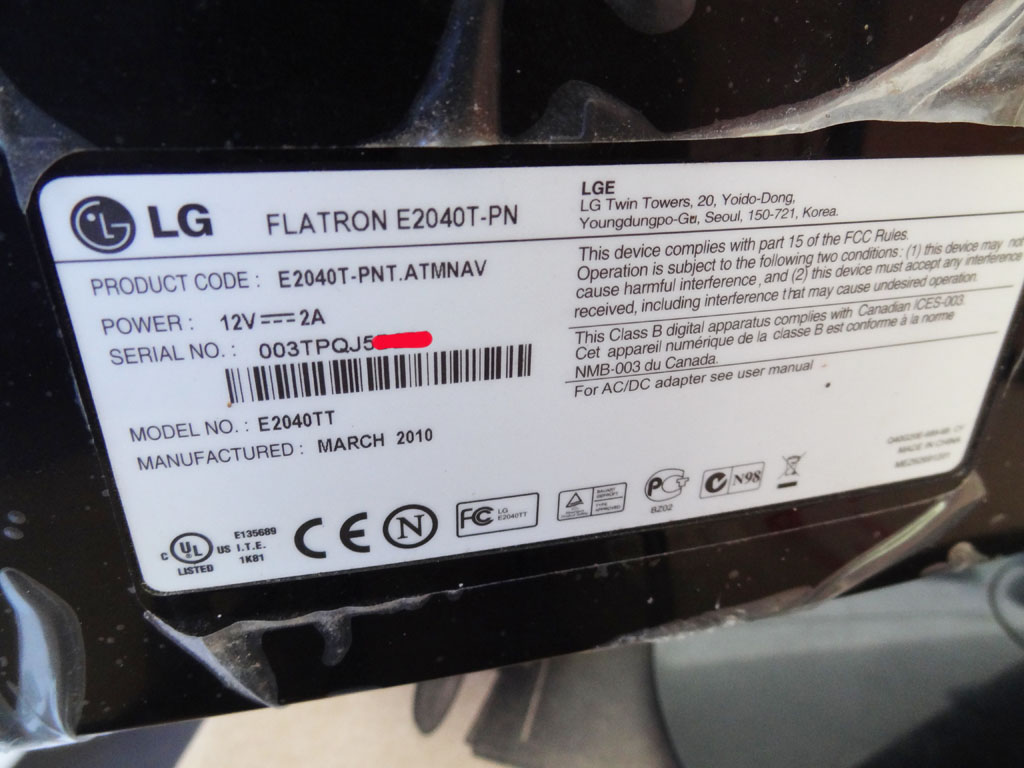 LG FLATRON E2040T-PN
LGE
LG Twin Towers, 20, Yoido-Dong,
Youngdungpo-Gu, Seoul, 150-721, Korea.
PRODUCT CODE : E2040T-PNT.ATMNAV
POWER : 12V 2A
SERIAL NO. : 003TPQJ5
MODEL NO. : E2040TT
MANUFACTURED : MARCH 2010
This device complies with part 15 of the FCC Rules.
Operation is subject to the following two conditions: (1) this device may not
cause harmful interference, and (2) this device must accept any interference
received, including interference that may cause undesired operation.
This Class B digital apparatus complies with Canadian ICES-003.
Cet appareil numérique de la classe B est conforme à la norme
NMB-003 du Canada.
For AC/DC adapter see user manual
MADE IN CHINA
C UL US
LISTED
E135689
I.T.E.
1K81
CE
N
FC
LG
E2040TT
PCT
BZ02
N98